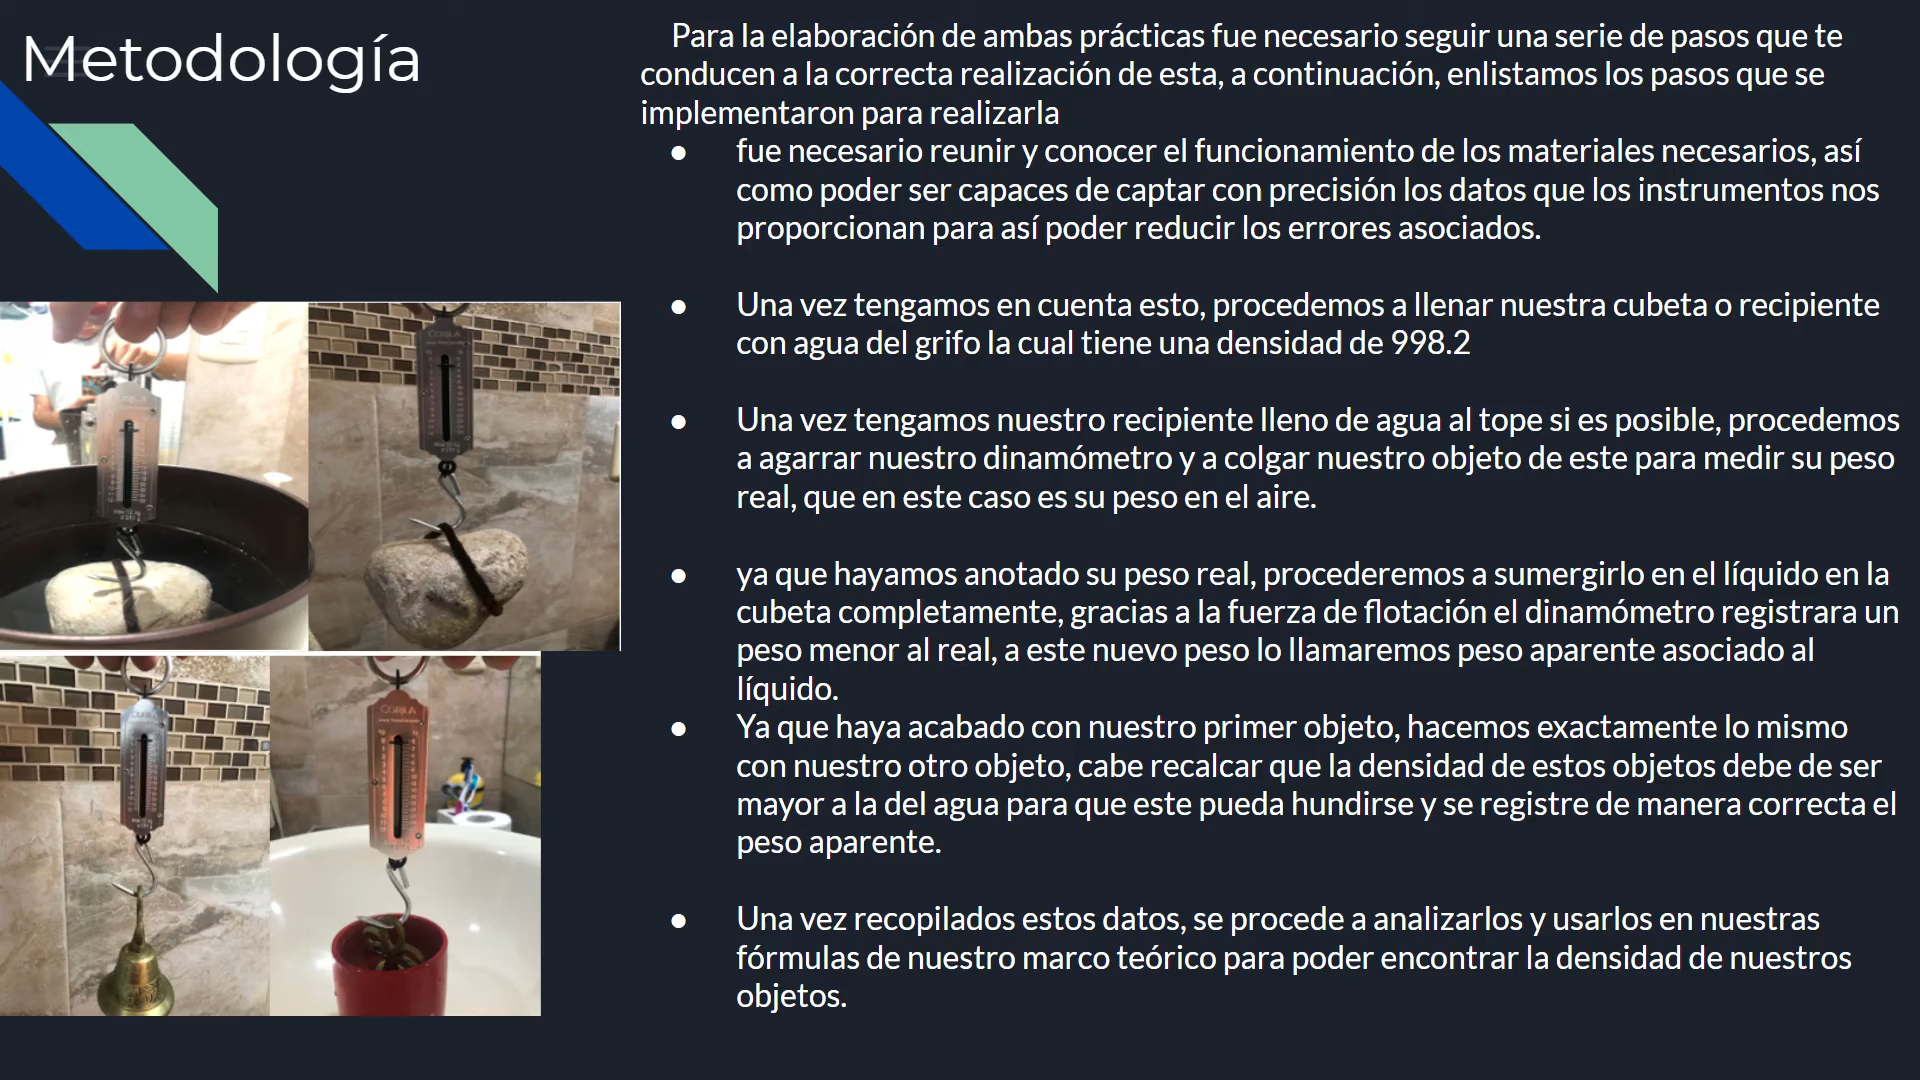 Metodología
Para la elaboración de ambas prácticas fue necesario seguir una serie de pasos que te
conducen a la correcta realización de esta, a continuación, enlistamos los pasos que se
implementaron para realizarla
● fue necesario reunir y conocer el funcionamiento de los materiales necesarios, así
como poder ser capaces de captar con precisión los datos que los instrumentos nos
proporcionan para así poder reducir los errores asociados.
● Una vez tengamos en cuenta esto, procedemos a llenar nuestra cubeta o recipiente
con agua del grifo la cual tiene una densidad de 998.2
● Una vez tengamos nuestro recipiente lleno de agua al tope si es posible, procedemos
a agarrar nuestro dinamómetro y a colgar nuestro objeto de este para medir su peso
real, que en este caso es su peso en el aire.
● ya que hayamos anotado su peso real, procederemos a sumergirlo en el líquido en la
cubeta completamente, gracias a la fuerza de flotación el dinamómetro registrara un
peso menor al real, a este nuevo peso lo llamaremos peso aparente asociado al
líquido.
● Ya que haya acabado con nuestro primer objeto, hacemos exactamente lo mismo
con nuestro otro objeto, cabe recalcar que la densidad de estos objetos debe de ser
mayor a la del agua para que este pueda hundirse y se registre de manera correcta el
peso aparente.
● Una vez recopilados estos datos, se procede a analizarlos y usarlos en nuestras
fórmulas de nuestro marco teórico para poder encontrar la densidad de nuestros
objetos.